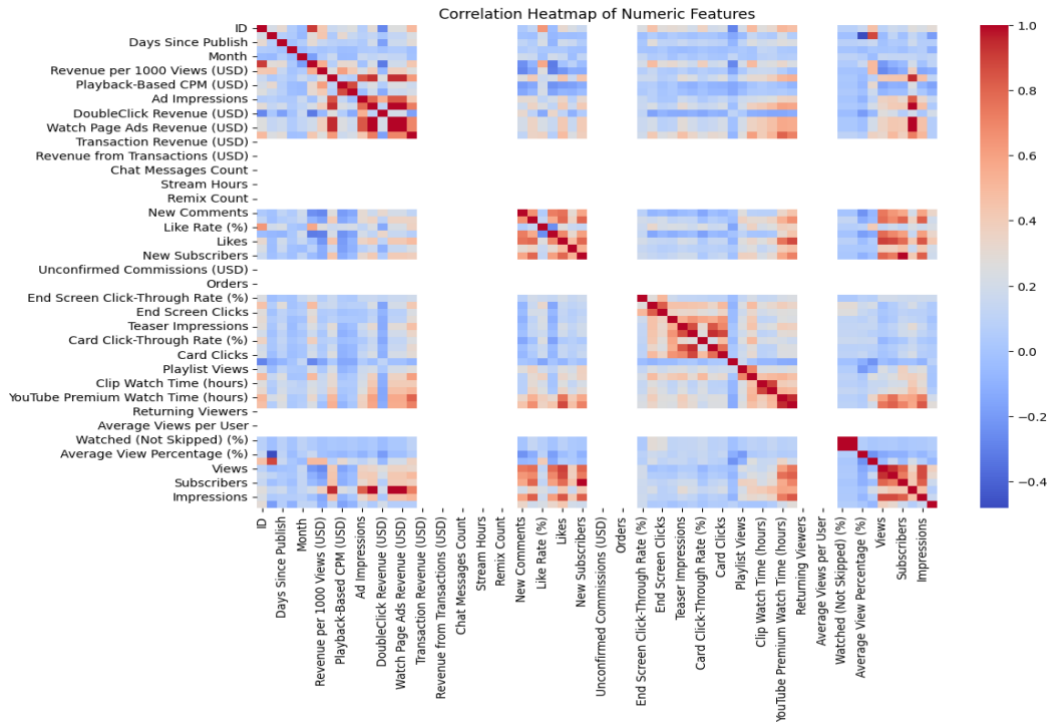 Correlation Heatmap of Numeric Features
ID
Days Since Publish
Month
Revenue per 1000 Views (USD)
Playback-Based CPM (USD)
Ad Impressions
DoubleClick Revenue (USD)
Watch Page Ads Revenue (USD)
Transaction Revenue (USD)
Revenue from Transactions (USD)
Chat Messages Count
Stream Hours
Remix Count
New Comments
Like Rate (%)
Likes
New Subscribers
Unconfirmed Commissions (USD)
Orders
End Screen Click-Through Rate (%)
End Screen Clicks
Teaser Impressions
Card Click-Through Rate (%)
Card Clicks
Playlist Views
Clip Watch Time (hours)
YouTube Premium Watch Time (hours)
Returning Viewers
Average Views per User
Watched (Not Skipped) (%)
Average View Percentage (%)
Views
Subscribers
Impressions
ID
Days Since Publish
Month
Revenue per 1000 Views (USD)
Playback-Based CPM (USD)
Ad Impressions
DoubleClick Revenue (USD)
Watch Page Ads Revenue (USD)
Transaction Revenue (USD)
Revenue from Transactions (USD)
Chat Messages Count
Stream Hours
Remix Count
New Comments
Like Rate (%)
Likes
New Subscribers
Unconfirmed Commissions (USD)
Orders
End Screen Click-Through Rate (%)
End Screen Clicks
Teaser Impressions
Card Click-Through Rate (%)
Card Clicks
Playlist Views
Clip Watch Time (hours)
YouTube Premium Watch Time (hours)
Returning Viewers
Average Views per User
Watched (Not Skipped) (%)
Average View Percentage (%)
Views
Subscribers
Impressions
1.0
0.8
0.6
0.4
0.2
0.0
−0.2
−0.4